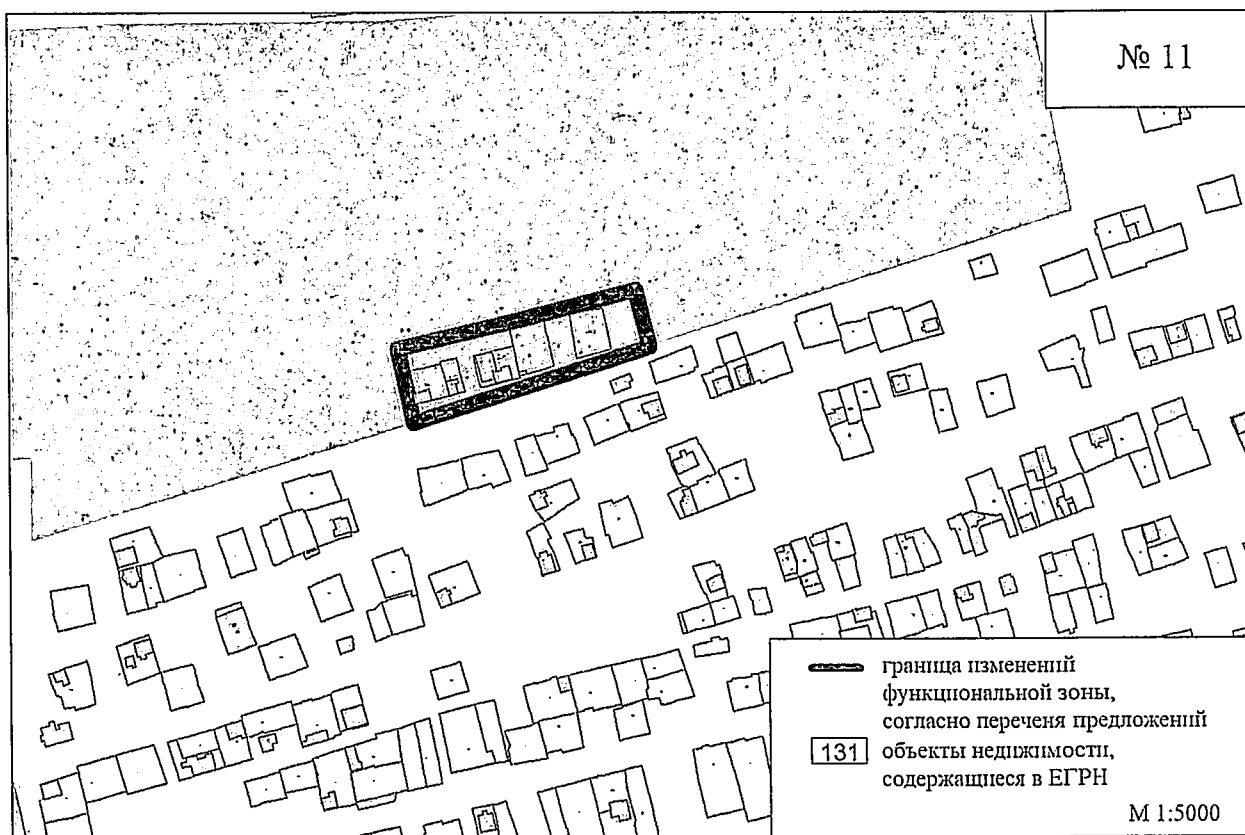 № 11
граница изменений
функциональной зоны,
согласно перечня предложений
131 объекты недвижимости,
содержащиеся в ЕГРН
М 1:5000